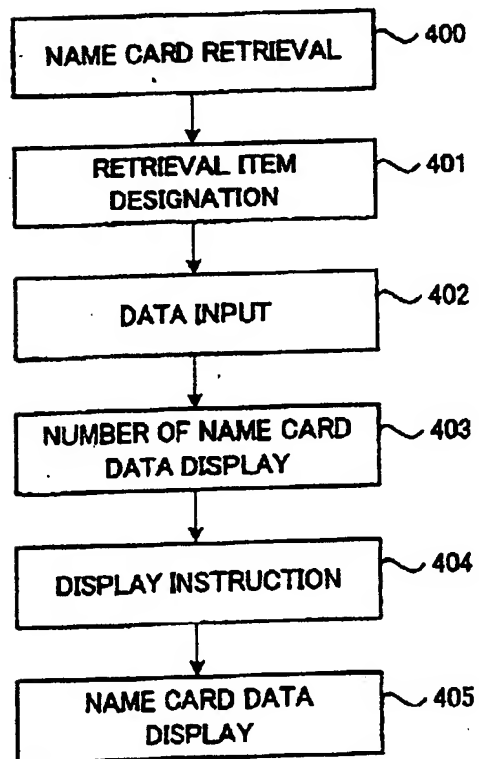 NAME CARD RETRIEVAL
400
RETRIEVAL ITEM
DESIGNATION
401
DATA INPUT
402
NUMBER OF NAME CARD
DATA DISPLAY
403
DISPLAY INSTRUCTION
404
NAME CARD DATA
DISPLAY
405